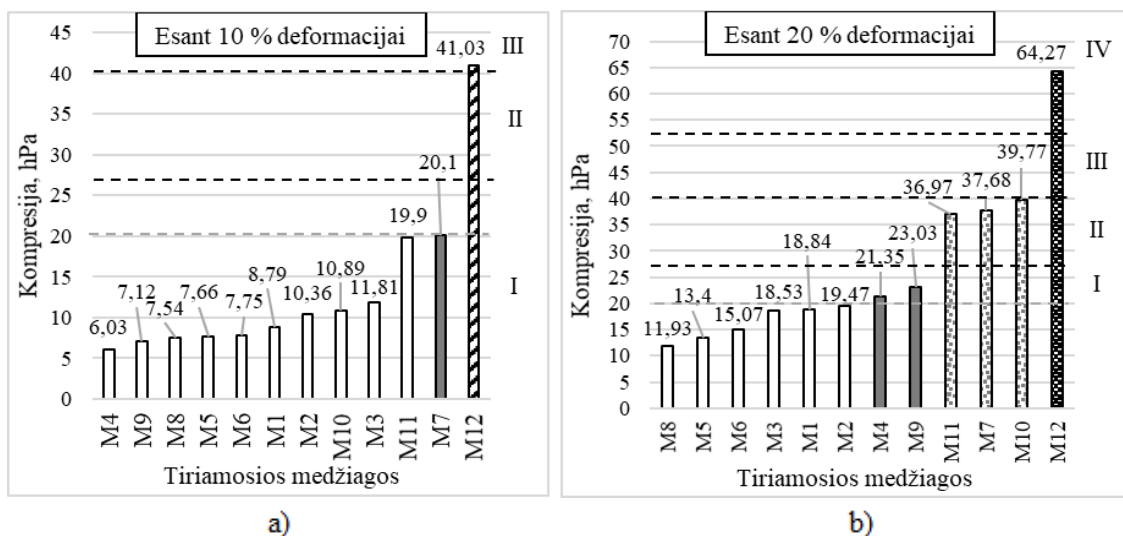 Esant 10 % deformacijai
Kompresija, hPa
45
40
35
30
25
20
15
10
5
0
6,03
7,12
7,54
7,66
7,75
8,79
10,36
10,89
11,81
19,9
20,1
41,03
III
II
I
M4
M9
M8
M5
M6
M1
M2
M10
M3
M11
M7
M12
Tiriamosios medžiagos
a)
Esant 20 % deformacijai
Kompresija, hPa
70
65
60
55
50
45
40
35
30
25
20
15
10
5
0
11,93
13,4
15,07
18,53
18,84
19,47
21,35
23,03
36,97
37,68
39,77
64,27
IV
III
II
I
M8
M5
M6
M3
M1
M2
M4
M9
M11
M7
M10
M12
Tiriamosios medžiagos
b)